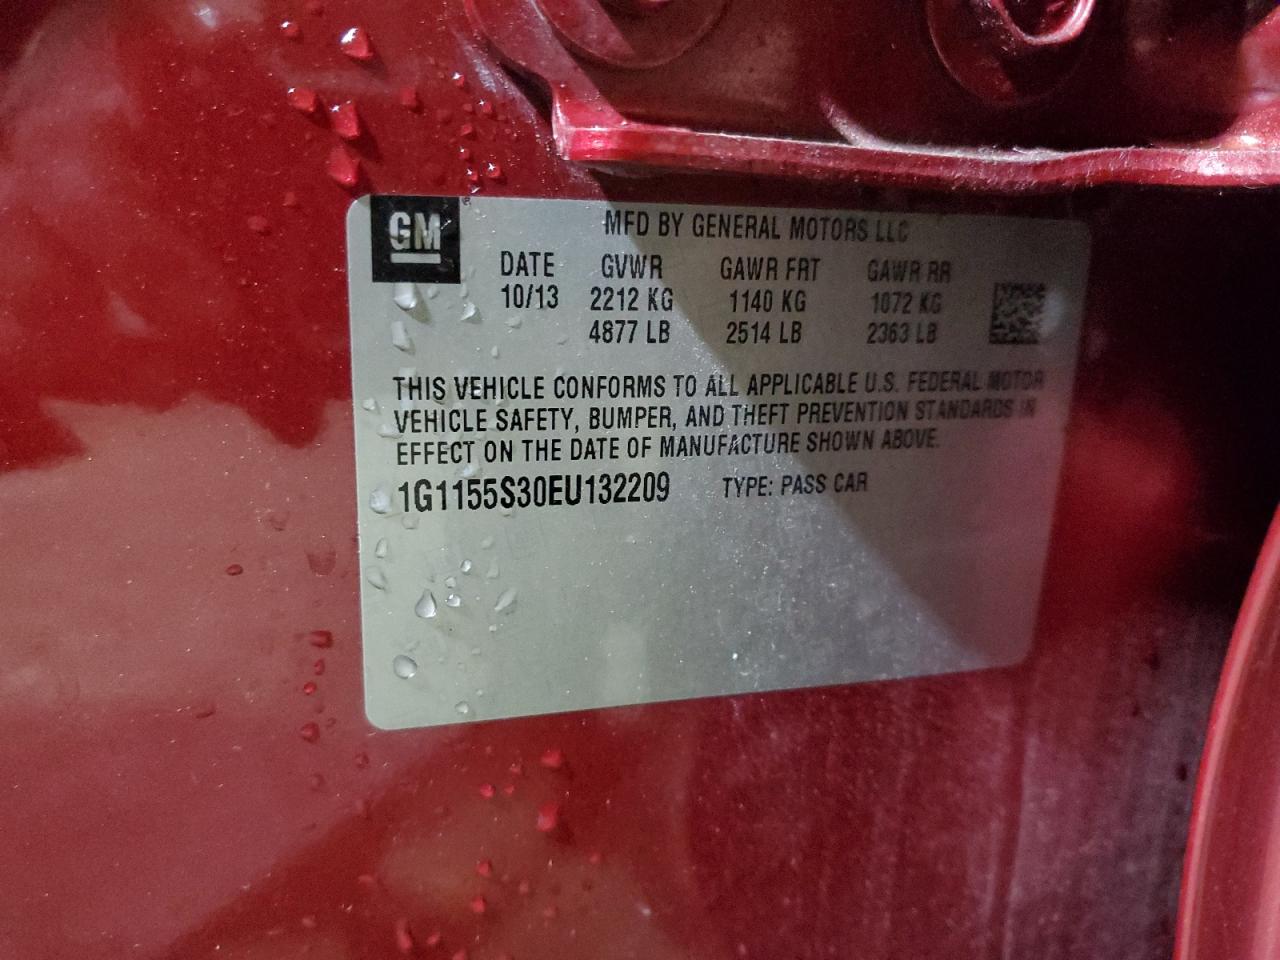 GM
MFD BY GENERAL MOTORS LLC
DATE GVWR GAWR FRT GAWR RR
10/13 2212 KG 1140 KG 1072 KG
4877 LB 2514 LB 2363 LB
THIS VEHICLE CONFORMS TO ALL APPLICABLE U.S. FEDERAL MOTOR
VEHICLE SAFETY, BUMPER, AND THEFT PREVENTION STANDARDS IN
EFFECT ON THE DATE OF MANUFACTURE SHOWN ABOVE.
1G1155S30EU132209 TYPE: PASS CAR